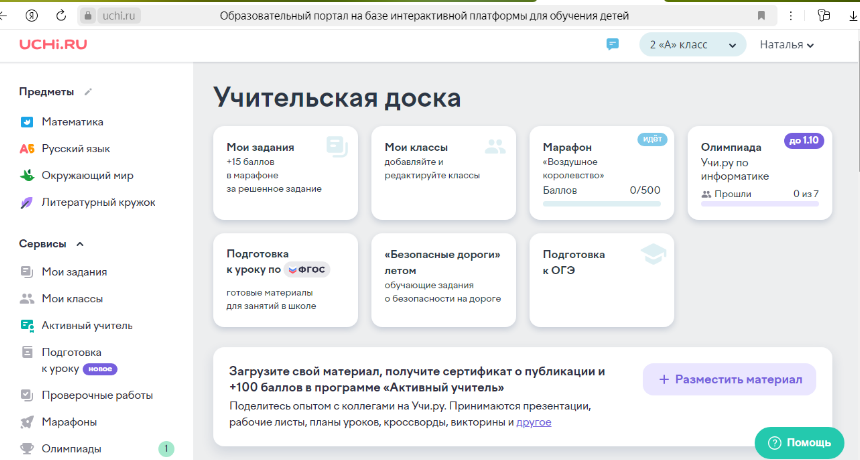 uchi.ru
Образовательный портал на базе интерактивной платформы для обучения детей
UCHi.RU
2 «А» класс
Наталья
Предметы
Математика
Русский язык
Окружающий мир
Литературный кружок
Сервисы
Мои задания
Мои классы
Активный учитель
Подготовка
к уроку новое
Проверочные работы
Марафоны
Олимпиады 1
Учительская доска
Мои задания
+15 баллов
в марафоне
за решенное задание
Мои классы
добавляйте и
редактируйте классы
Марафон идёт
«Воздушное
королевство»
Баллов 0/500
Олимпиада до 1.10
Учи.ру по
информатике
Прошли 0 из 7
Подготовка
к уроку по ФГОС
готовые материалы
для занятий в школе
«Безопасные дороги»
летом
обучающие задания
о безопасности на дороге
Подготовка
к ОГЭ
Загрузите свой материал, получите сертификат о публикации и
+100 баллов в программе «Активный учитель»
Поделитесь опытом с коллегами на Учи.ру. Принимаются презентации,
рабочие листы, планы уроков, кроссворды, викторины и другое
+ Разместить материал
Помощь